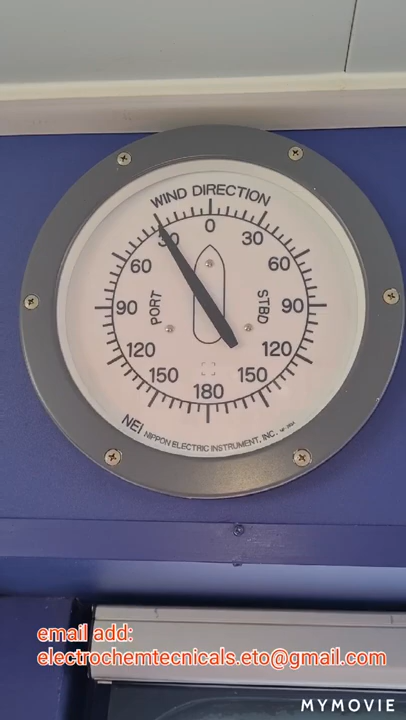 WIND DIRECTION
0
30 30
60 60
90 PORT STBD 90
120 120
150 150
180
NEI NIPPON ELECTRIC INSTRUMENT, INC.
email add:
electrochemtecnicals.eto@gmail.com
MYMOVIE